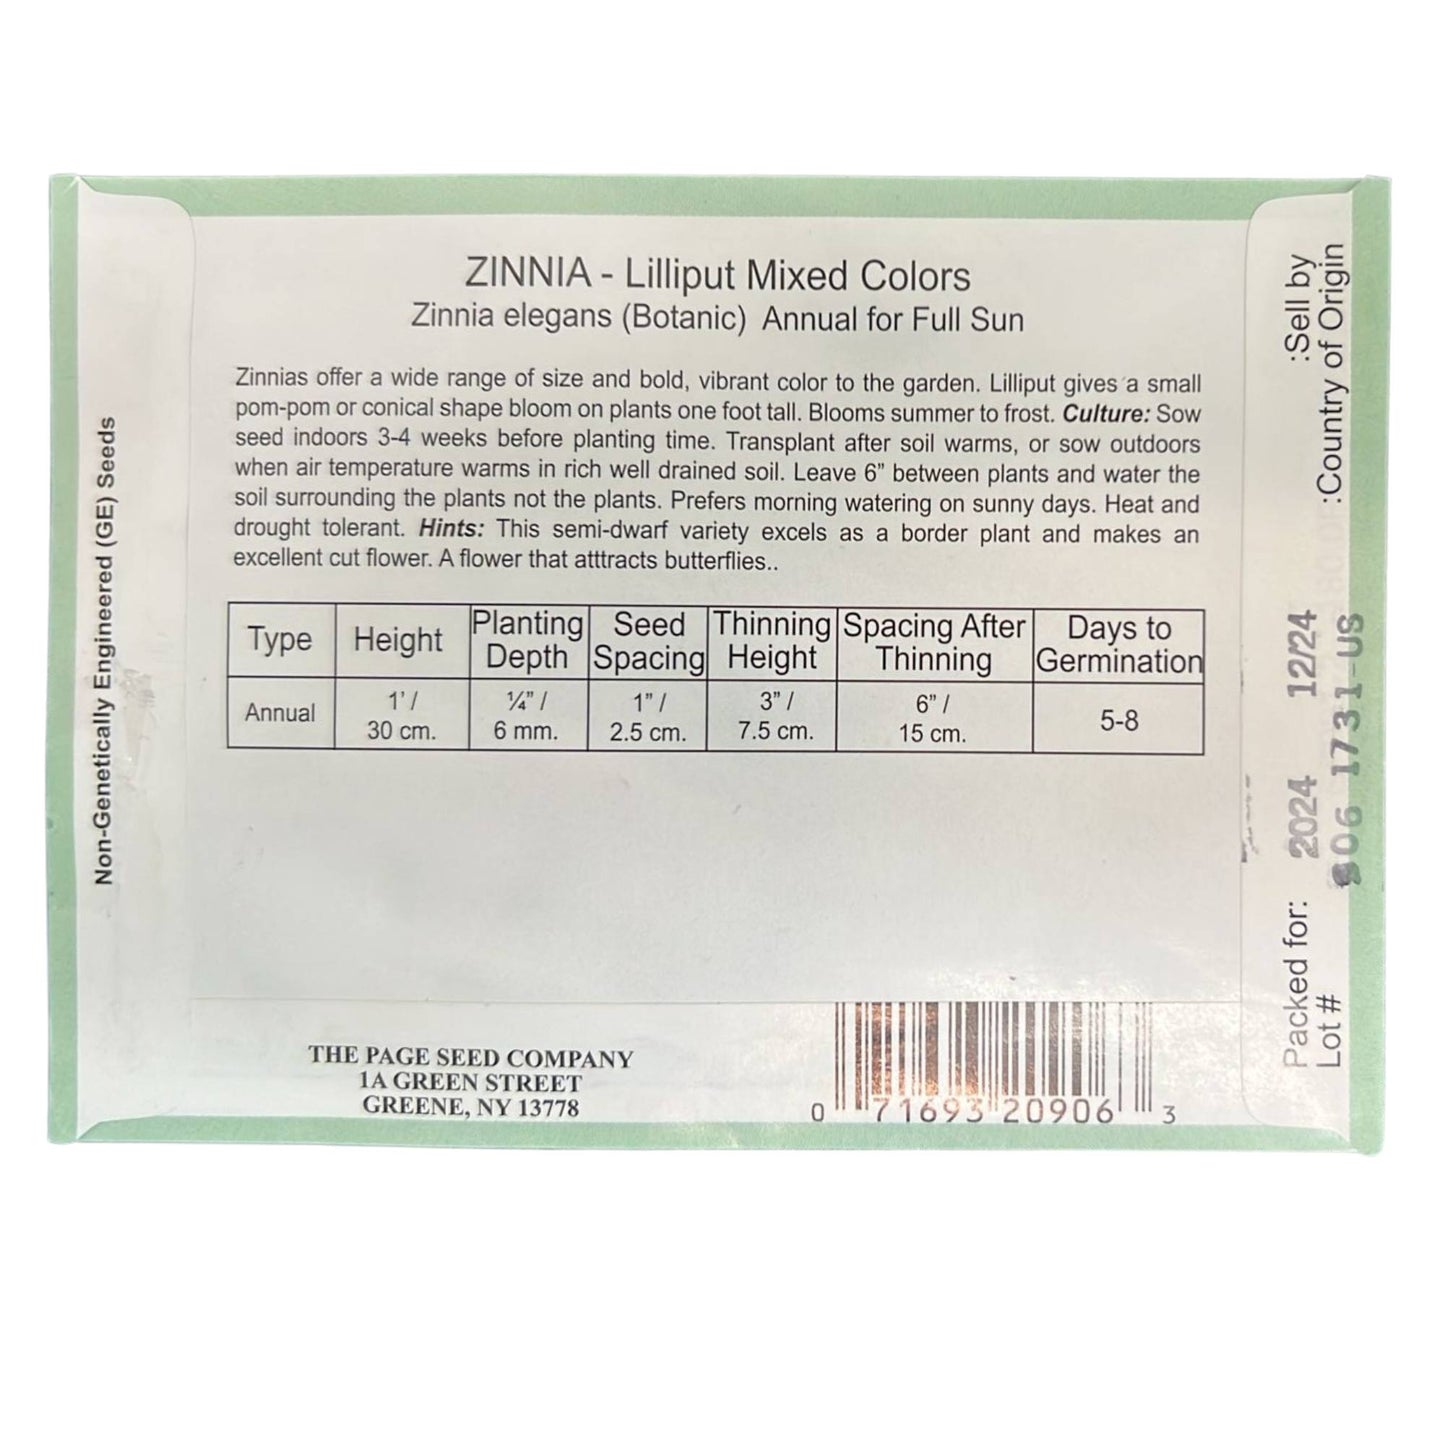 ZINNIA - Lilliput Mixed Colors
Zinnia elegans (Botanic) Annual for Full Sun
Zinnias offer a wide range of size and bold, vibrant color to the garden. Lilliput gives a small
pom-pom or conical shape bloom on plants one foot tall. Blooms summer to frost. Culture: Sow
seed indoors 3-4 weeks before planting time. Transplant after soil warms, or sow outdoors
when air temperature warms in rich well drained soil. Leave 6” between plants and water the
soil surrounding the plants not the plants. Prefers morning watering on sunny days. Heat and
drought tolerant. Hints: This semi-dwarf variety excels as a border plant and makes an
excellent cut flower. A flower that atttracts butterflies..
Type Height Planting Depth Seed Spacing Thinning Height Spacing After Thinning Days to Germination
Annual 1’ / 30 cm. ¼” / 6 mm. 1” / 2.5 cm. 3” / 7.5 cm. 6” / 15 cm. 5-8
THE PAGE SEED COMPANY
1A GREEN STREET
GREENE, NY 13778
0 71693 20906 3
Non-Genetically Engineered (GE) Seeds
Packed for: 2024 12/24 :Sell by
Lot # 1731-US :Country of Origin